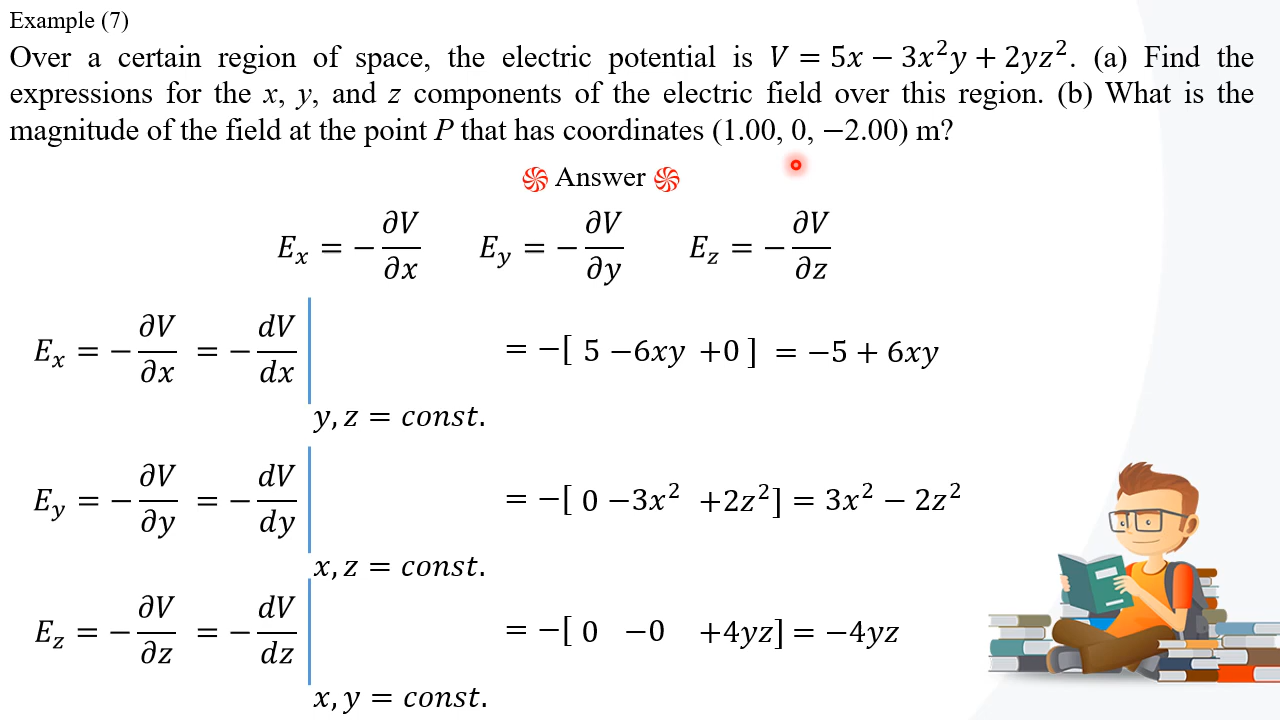 Example (7)
Over a certain region of space, the electric potential is V = 5x − 3x²y + 2yz². (a) Find the
expressions for the x, y, and z components of the electric field over this region. (b) What is the
magnitude of the field at the point P that has coordinates (1.00, 0, −2.00) m?
Answer
E_x = −∂V/∂x E_y = −∂V/∂y E_z = −∂V/∂z
E_x = −∂V/∂x = −dV/dx | y, z = const. = −[ 5 −6xy +0 ] = −5 + 6xy
E_y = −∂V/∂y = −dV/dy | x, z = const. = −[ 0 −3x² +2z²] = 3x² − 2z²
E_z = −∂V/∂z = −dV/dz | x, y = const. = −[ 0 −0 +4yz] = −4yz